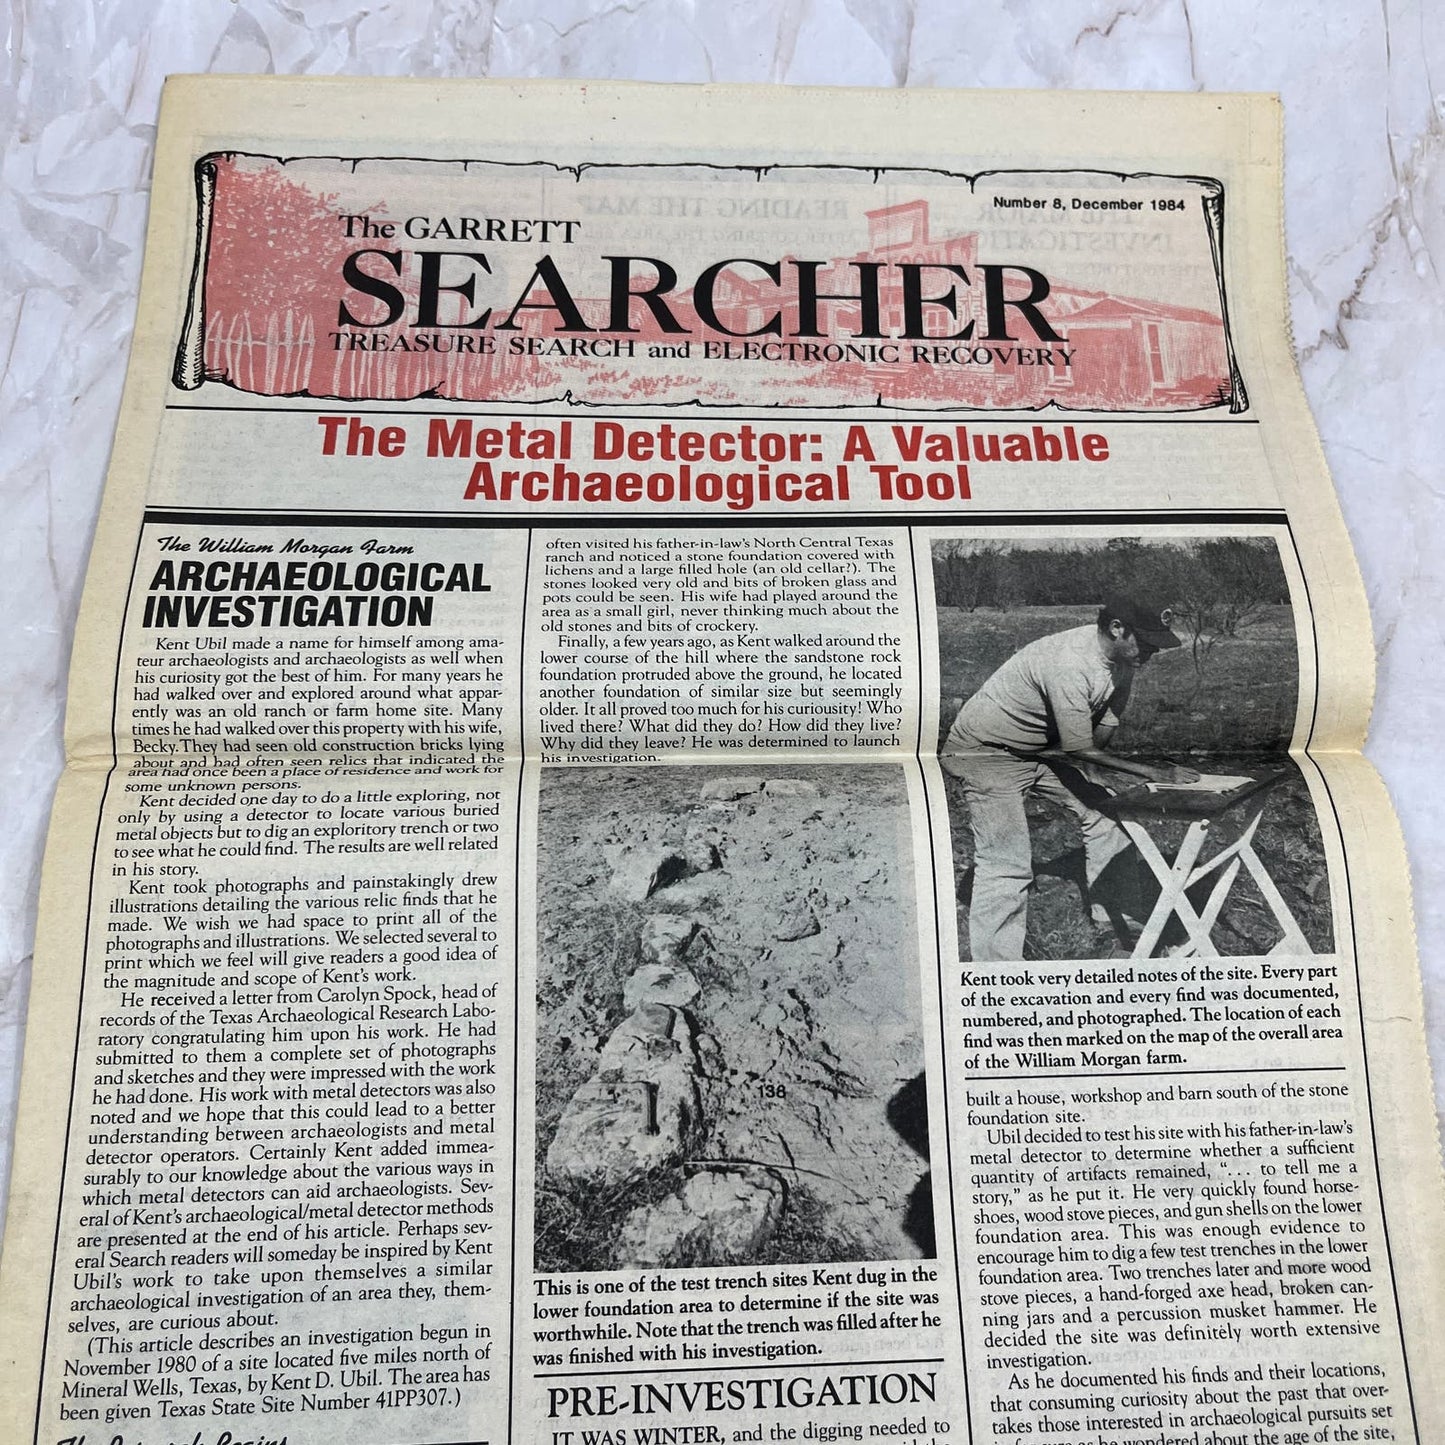 Number 8, December 1984
The GARRETT
SEARCHER
TREASURE SEARCH and ELECTRONIC RECOVERY
The Metal Detector: A Valuable
Archaeological Tool
The William Morgan Farm
ARCHAEOLOGICAL
INVESTIGATION
Kent Ubil made a name for himself among ama-
teur archaeologists and archaeologists as well when
his curiosity got the best of him. For many years he
had walked over and explored around what appar-
ently was an old ranch or farm home site. Many
times he had walked over this property with his wife,
Becky.They had seen old construction bricks lying
about and had often seen relics that indicated the
area had once been a place of residence and work for
some unknown persons.
Kent decided one day to do a little exploring, not
only by using a detector to locate various buried
metal objects but to dig an exploritory trench or two
to see what he could find. The results are well related
in his story.
Kent took photographs and painstakingly drew
illustrations detailing the various relic finds that he
made. We wish we had space to print all of the
photographs and illustrations. We selected several to
print which we feel will give readers a good idea of
the magnitude and scope of Kent's work.
He received a letter from Carolyn Spock, head of
records of the Texas Archaeological Research Labo-
ratory congratulating him upon his work. He had
submitted to them a complete set of photographs
and sketches and they were impressed with the work
he had done. His work with metal detectors was also
noted and we hope that this could lead to a better
understanding between archaeologists and metal
detector operators. Certainly Kent added immea-
surably to our knowledge about the various ways in
which metal detectors can aid archaeologists. Sev-
eral of Kent's archaeological/metal detector methods
are presented at the end of his article. Perhaps sev-
eral Search readers will someday be inspired by Kent
Ubil's work to take upon themselves a similar
archaeological investigation of an area they, them-
selves, are curious about.
(This article describes an investigation begun in
November 1980 of a site located five miles north of
Mineral Wells, Texas, by Kent D. Ubil. The area has
been given Texas State Site Number 41PP307.)
often visited his father-in-law's North Central Texas
ranch and noticed a stone foundation covered with
lichens and a large filled hole (an old cellar?). The
stones looked very old and bits of broken glass and
pots could be seen. His wife had played around the
area as a small girl, never thinking much about the
old stones and bits of crockery.
Finally, a few years ago, as Kent walked around the
lower course of the hill where the sandstone rock
foundation protruded above the ground, he located
another foundation of similar size but seemingly
older. It all proved too much for his curiousity! Who
lived there? What did they do? How did they live?
Why did they leave? He was determined to launch
his investigation.
138
This is one of the test trench sites Kent dug in the
lower foundation area to determine if the site was
worthwhile. Note that the trench was filled after he
was finished with his investigation.
PRE-INVESTIGATION
IT WAS WINTER, and the digging needed to
Kent took very detailed notes of the site. Every part
of the excavation and every find was documented,
numbered, and photographed. The location of each
find was then marked on the map of the overall area
of the William Morgan farm.
built a house, workshop and barn south of the stone
foundation site.
Ubil decided to test his site with his father-in-law's
metal detector to determine whether a sufficient
quantity of artifacts remained, "... to tell me a
story," as he put it. He very quickly found horse-
shoes, wood stove pieces, and gun shells on the lower
foundation area. This was enough evidence to
encourage him to dig a few test trenches in the lower
foundation area. Two trenches later and more wood
stove pieces, a hand-forged axe head, broken can-
ning jars and a percussion musket hammer. He
decided the site was definitely worth extensive
investigation.
As he documented his finds and their locations,
that consuming curiosity about the past that over-
takes those interested in archaeological pursuits set
as he wondered about the age of the site,